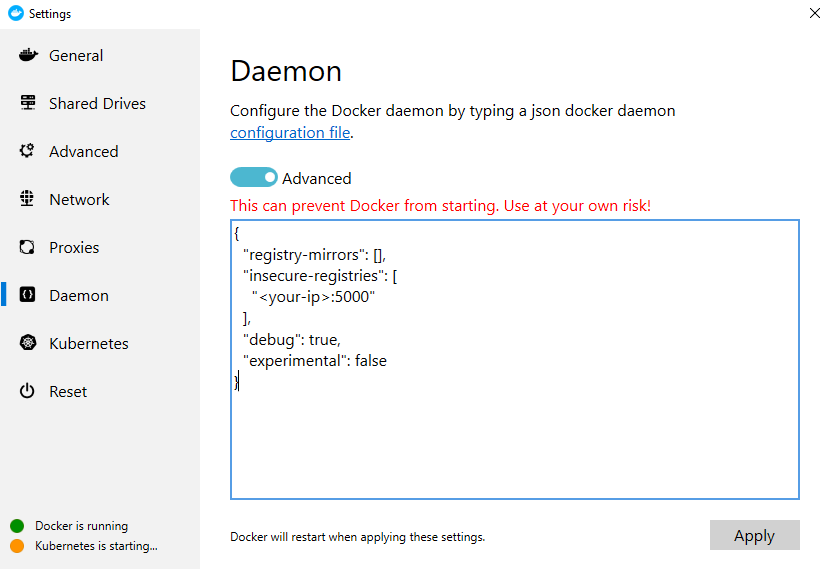 Settings
General
Shared Drives
Advanced
Network
Proxies
Daemon
Kubernetes
Reset
Docker is running
Kubernetes is starting...
Daemon
Configure the Docker daemon by typing a json docker daemon
configuration file.
Advanced
This can prevent Docker from starting. Use at your own risk!
{
  "registry-mirrors": [],
  "insecure-registries": [
    "<your-ip>:5000"
  ],
  "debug": true,
  "experimental": false
}
Docker will restart when applying these settings.
Apply